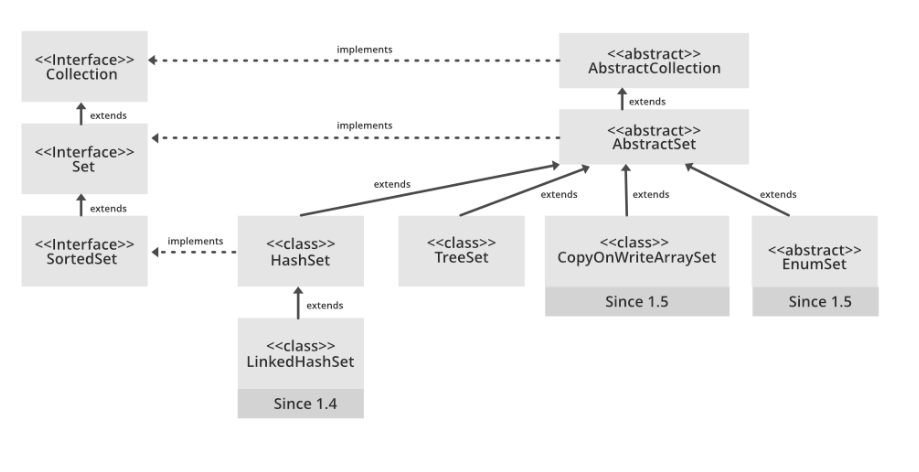 implements
<<Interface>>
Collection
<<abstract>>
AbstractCollection
extends
extends
implements
<<Interface>>
Set
<<abstract>>
AbstractSet
extends
extends
extends
extends
extends
<<Interface>>
SortedSet
implements
<<class>>
HashSet
<<class>>
TreeSet
<<class>>
CopyOnWriteArraySet
Since 1.5
<<abstract>>
EnumSet
Since 1.5
extends
<<class>>
LinkedHashSet
Since 1.4